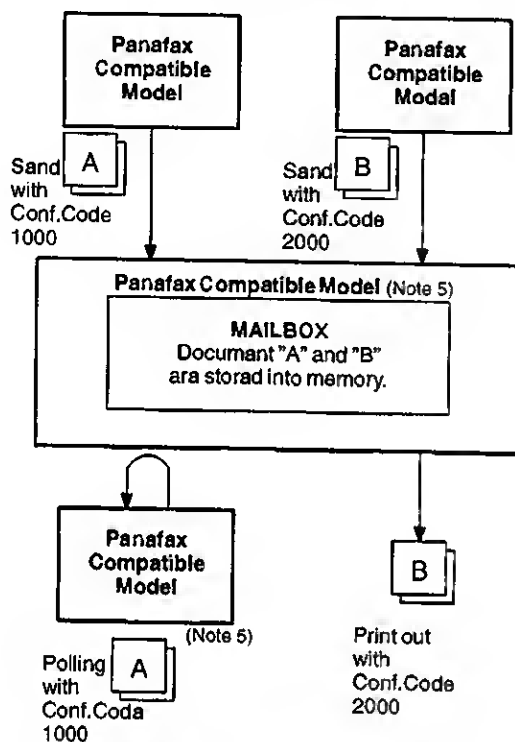 Panafax
Compatible
Model
Panafax
Compatible
Modal
A
Sand
with
Conf.Code
1000
B
Sand
with
Conf.Code
2000
Panafax Compatible Model (Note 5)
MAILBOX
Documant "A" and "B"
ara storad into memory.
Panafax
Compatible
Model
(Note 5)
Polling
with
Conf.Coda
1000
A
B
Print out
with
Conf.Code
2000